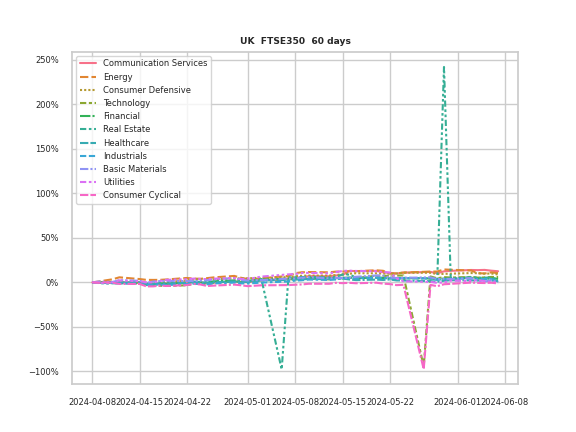 UK  FTSE350  60 days
250%
200%
150%
100%
50%
0%
−50%
−100%
Communication Services
Energy
Consumer Defensive
Technology
Financial
Real Estate
Healthcare
Industrials
Basic Materials
Utilities
Consumer Cyclical
2024-04-08 2024-04-15 2024-04-22 2024-05-01 2024-05-08 2024-05-15 2024-05-22 2024-06-01 2024-06-08